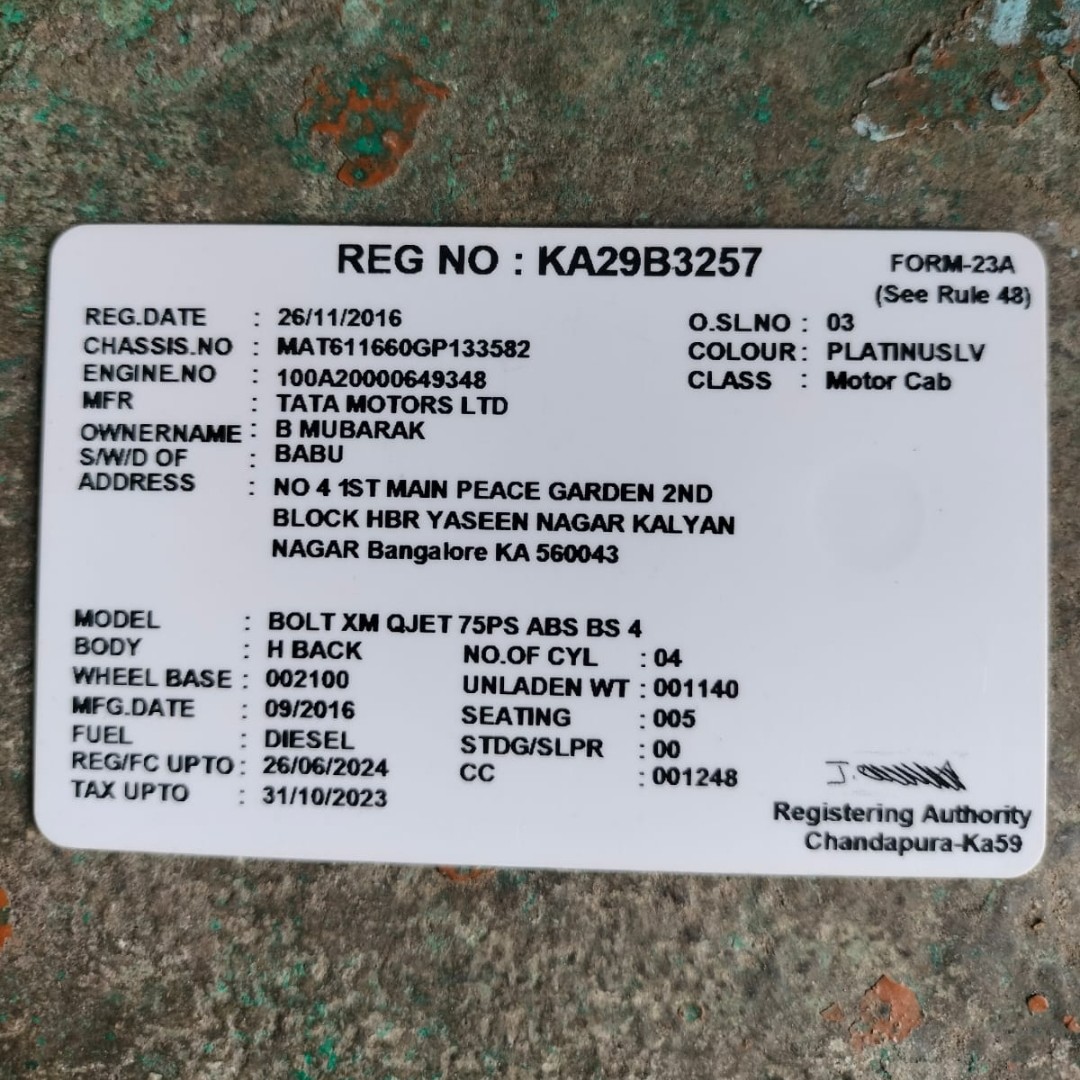 REG NO : KA29B3257
FORM-23A
(See Rule 48)
REG.DATE : 26/11/2016
CHASSIS.NO : MAT611660GP133582
ENGINE.NO : 100A20000649348
MFR : TATA MOTORS LTD
OWNERNAME : B MUBARAK
S/W/D OF : BABU
ADDRESS : NO 4 1ST MAIN PEACE GARDEN 2ND
BLOCK HBR YASEEN NAGAR KALYAN
NAGAR Bangalore KA 560043
O.SL.NO : 03
COLOUR : PLATINUSLV
CLASS : Motor Cab
MODEL : BOLT XM QJET 75PS ABS BS 4
BODY : H BACK
WHEEL BASE : 002100
MFG.DATE : 09/2016
FUEL : DIESEL
REG/FC UPTO : 26/06/2024
TAX UPTO : 31/10/2023
NO.OF CYL : 04
UNLADEN WT : 001140
SEATING : 005
STDG/SLPR : 00
CC : 001248
Registering Authority
Chandapura-Ka59